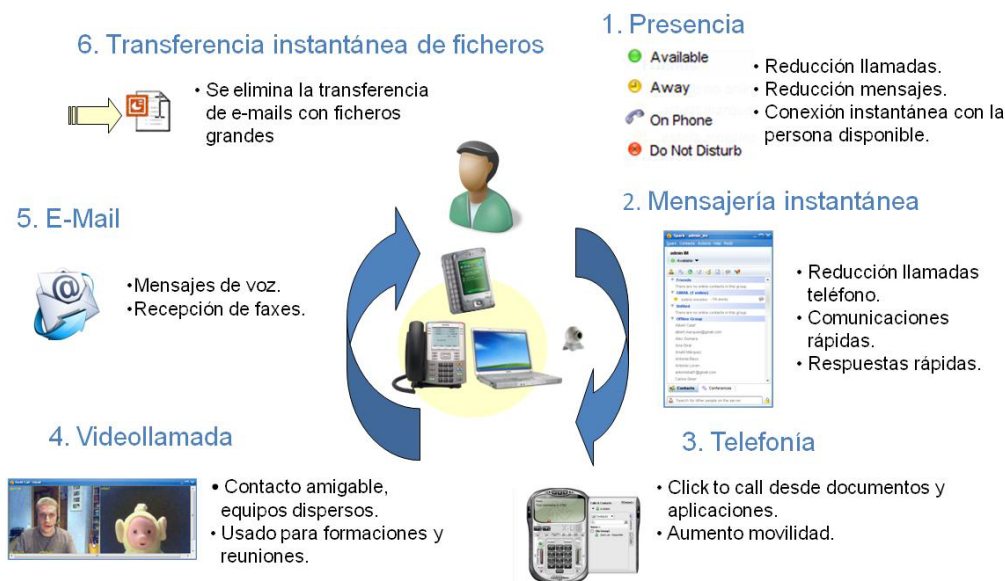 1. Presencia
Available
Away
On Phone
Do Not Disturb
• Reducción llamadas.
• Reducción mensajes.
• Conexión instantánea con la
persona disponible.
2. Mensajería instantánea
• Reducción llamadas
teléfono.
• Comunicaciones
rápidas.
• Respuestas rápidas.
Available
Contacts
Conferences
3. Telefonía
• Click to call desde documentos y
aplicaciones.
• Aumento movilidad.
4. Videollamada
• Contacto amigable,
equipos dispersos.
• Usado para formaciones y
reuniones.
5. E-Mail
•Mensajes de voz.
•Recepción de faxes.
6. Transferencia instantánea de ficheros
• Se elimina la transferencia
de e-mails con ficheros
grandes